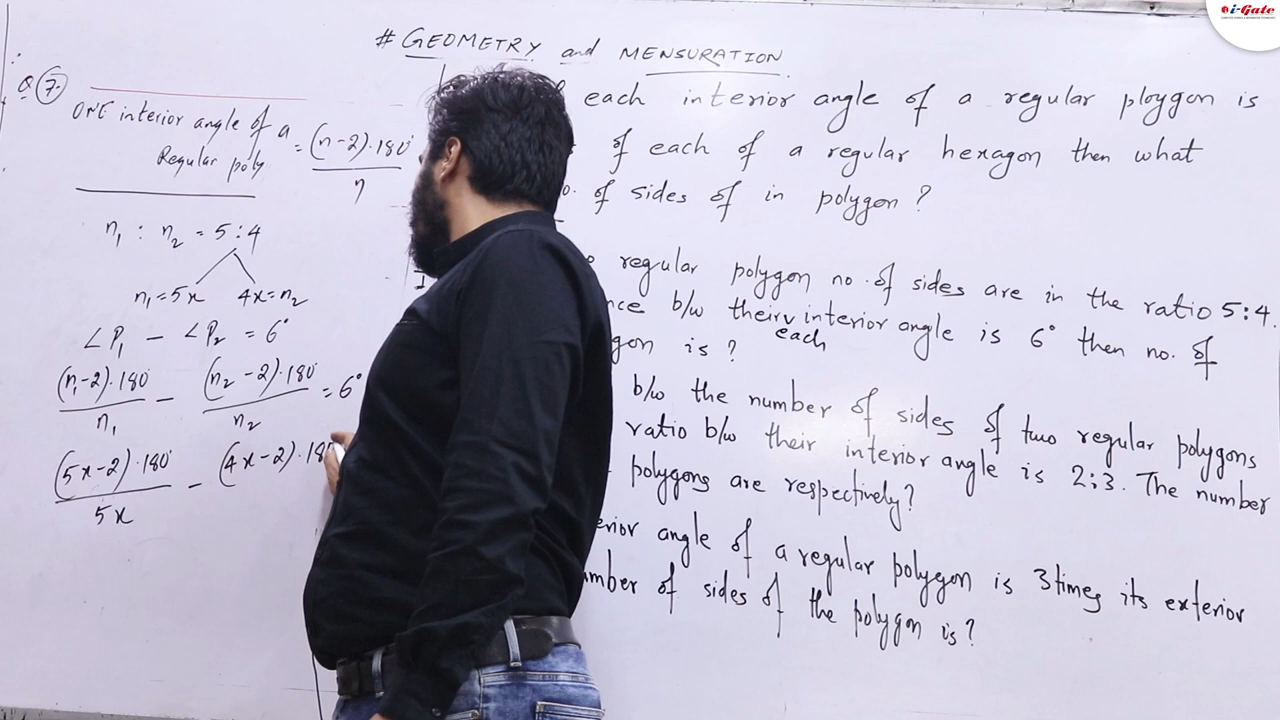 i-Gate
# GEOMETRY and MENSURATION
Q 7.
ONE interior angle of a
Regular poly
= (n-2)·180°
n
n₁ : n₂ = 5:4
n₁=5x 4x=n₂
∠P₁ - ∠P₂ = 6°
(n₁-2)·180° - (n₂-2)·180° = 6°
n₁ n₂
(5x-2)·180° - (4x-2)·18
5x
each interior angle of a regular ploygon is
of each of a regular hexagon then what
of sides of in polygon ?
regular polygon no. of sides are in the ratio 5:4.
b/w their interior angle is 6° then no. of
each
is ?
b/w the number of sides of two regular polygons
ratio b/w their interior angle is 2:3. The number
polygons are respectively?
angle of a regular polygon is 3 times its exterior
of sides of the polygon is?